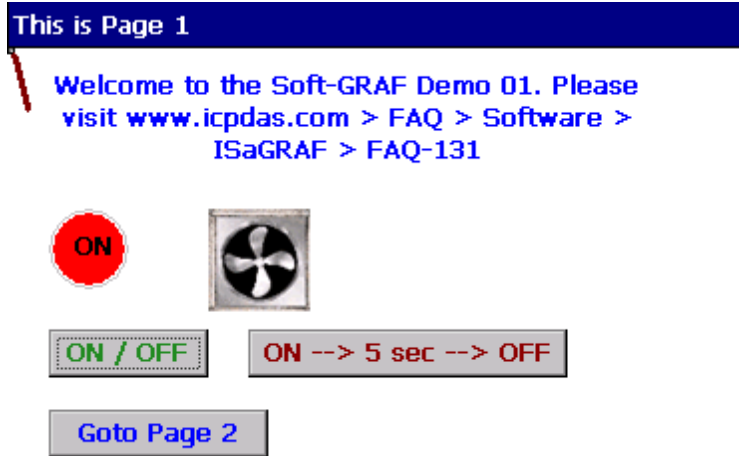 This is Page 1
Welcome to the Soft-GRAF Demo 01. Please
visit www.icpdas.com > FAQ > Software >
ISaGRAF > FAQ-131
ON
ON / OFF
ON --> 5 sec --> OFF
Goto Page 2